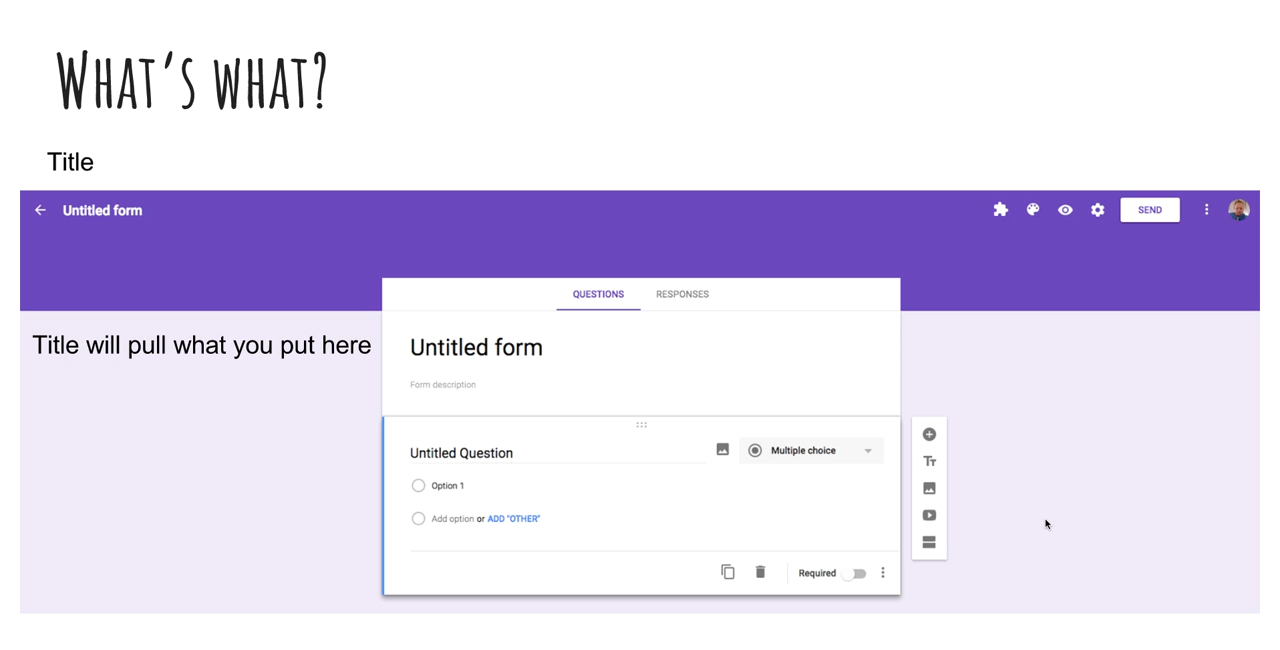 WHAT'S WHAT?
Title
Untitled form
SEND
QUESTIONS RESPONSES
Title will pull what you put here
Untitled form
Form description
Untitled Question
Multiple choice
Option 1
Add option or ADD "OTHER"
Required